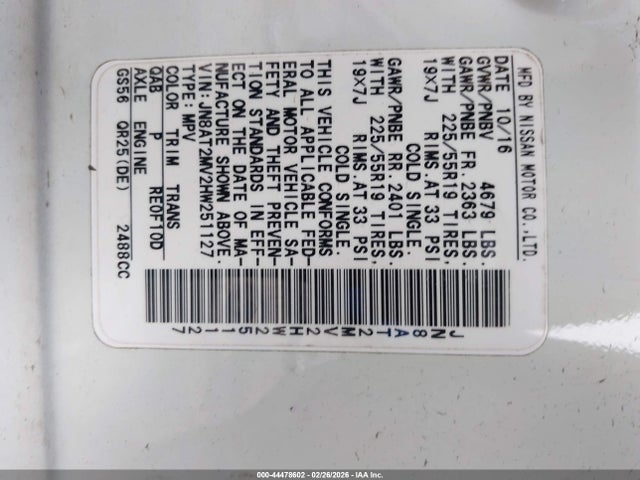 MFD BY NISSAN MOTOR CO.,LTD.
DATE 10/16
GVWR/PNBV 4679 LBS.
GAWR/PNBE FR. 2363 LBS.
WITH 225/55R19 TIRES,
19X7J RIMS.AT 33 PSI
COLD SINGLE.
GAWR/PNBE RR 2401 LBS.
WITH 225/55R19 TIRES,
19X7J RIMS.AT 33 PSI
COLD SINGLE.
THIS VEHICLE CONFORMS
TO ALL APPLICABLE FED-
ERAL MOTOR VEHICLE SA-
FETY AND THEFT PREVEN-
TION STANDARDS IN EFF-
ECT ON THE DATE OF MA-
NUFACTURE SHOWN ABOVE.
VIN:JN8AT2MV2HW251127
TYPE:MPV
COLOR TRIM TRANS
QAB P RE0F10D
AXLE ENGINE
GS56 QR25(DE) 2488CC
JN8AT2MV2HW251127
000-44478602 - 02/26/2026 - IAAI.COM